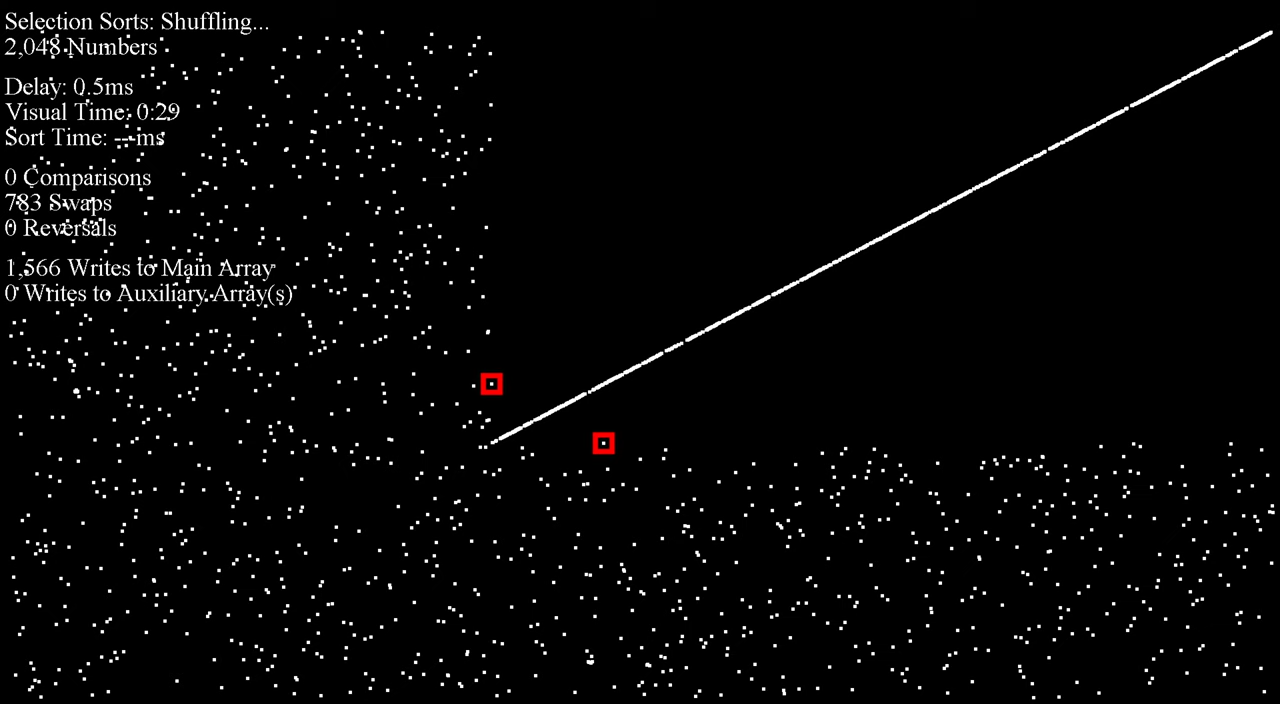 Selection Sorts: Shuffling...
2,048 Numbers
Delay: 0.5ms
Visual Time: 0:29
Sort Time: ---ms
0 Comparisons
783 Swaps
0 Reversals
1,566 Writes to Main Array
0 Writes to Auxiliary Array(s)